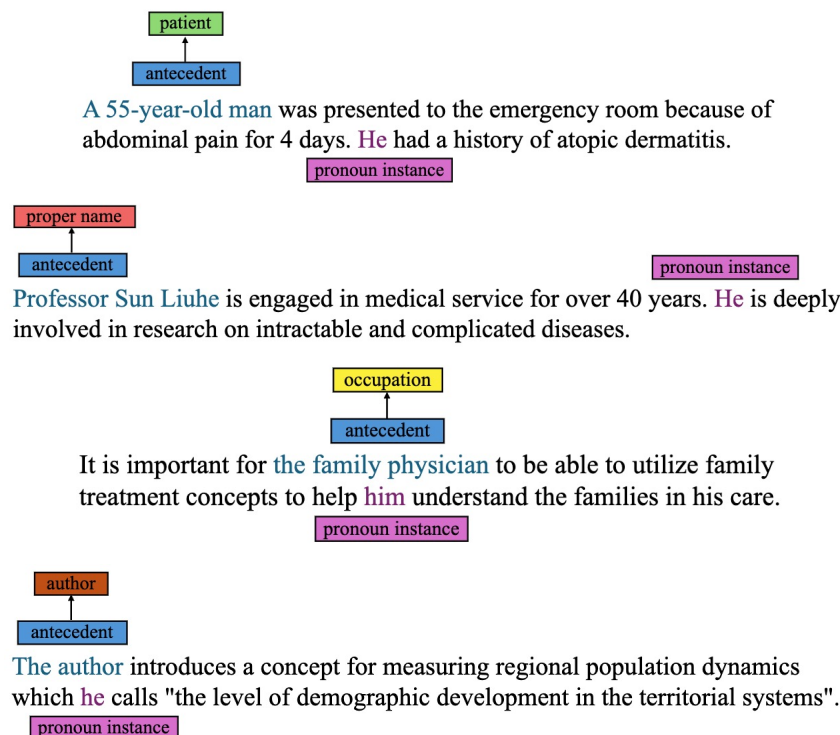 patient
antecedent
A 55-year-old man was presented to the emergency room because of
abdominal pain for 4 days. He had a history of atopic dermatitis.
pronoun instance
proper name
antecedent
pronoun instance
Professor Sun Liuhe is engaged in medical service for over 40 years. He is deeply
involved in research on intractable and complicated diseases.
occupation
antecedent
It is important for the family physician to be able to utilize family
treatment concepts to help him understand the families in his care.
pronoun instance
author
antecedent
The author introduces a concept for measuring regional population dynamics
which he calls "the level of demographic development in the territorial systems".
pronoun instance